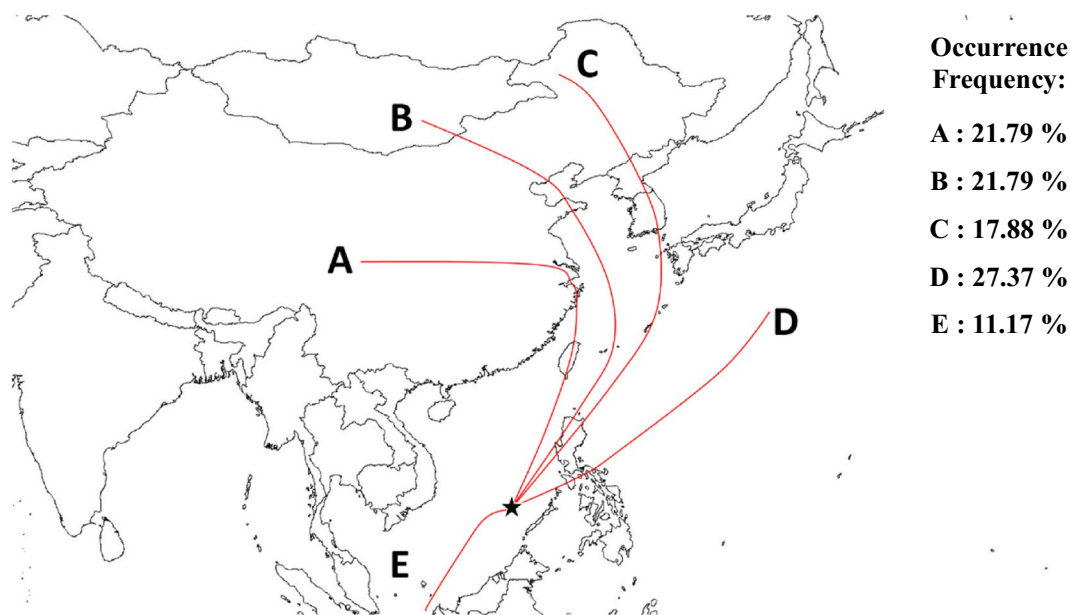 C
B
A
D
E
Occurrence
Frequency:
A : 21.79 %
B : 21.79 %
C : 17.88 %
D : 27.37 %
E : 11.17 %